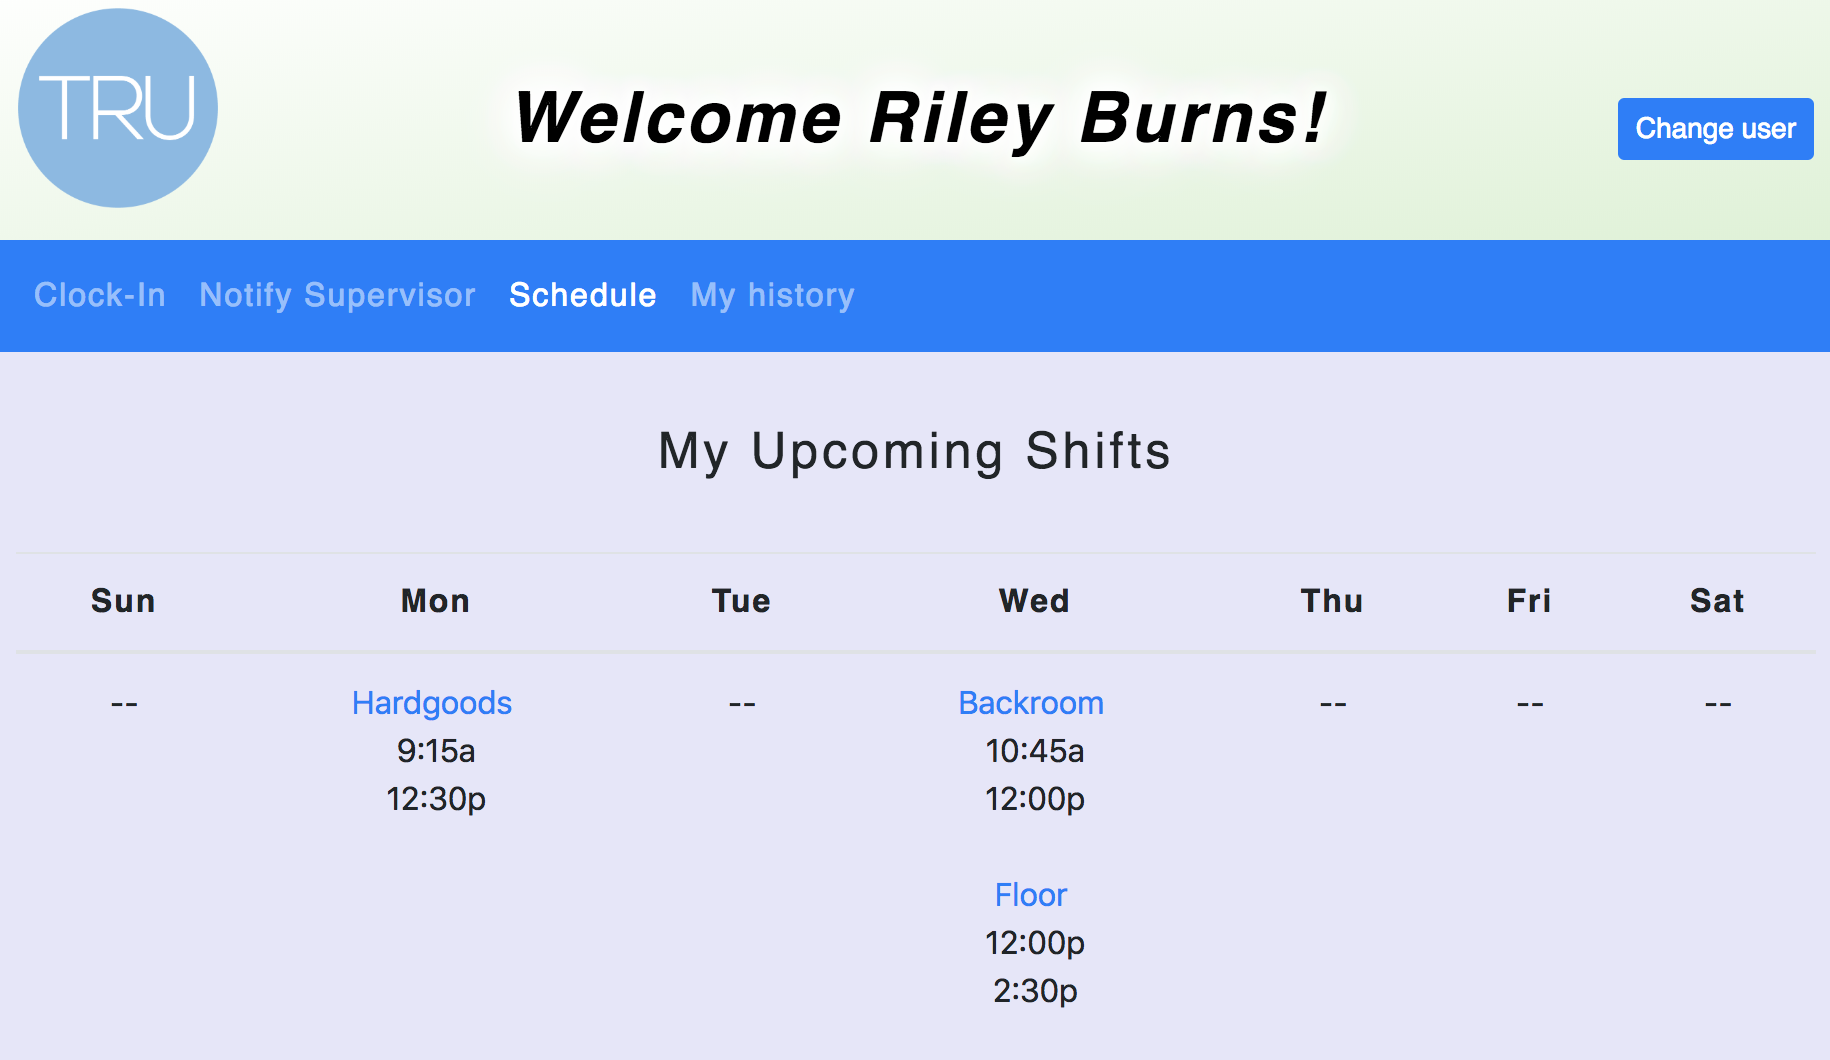 TRU
Welcome Riley Burns!
Change user
Clock-In Notify Supervisor Schedule My history
My Upcoming Shifts
Sun Mon Tue Wed Thu Fri Sat
-- Hardgoods -- Backroom -- -- --
9:15a 10:45a
12:30p 12:00p
Floor
12:00p
2:30p